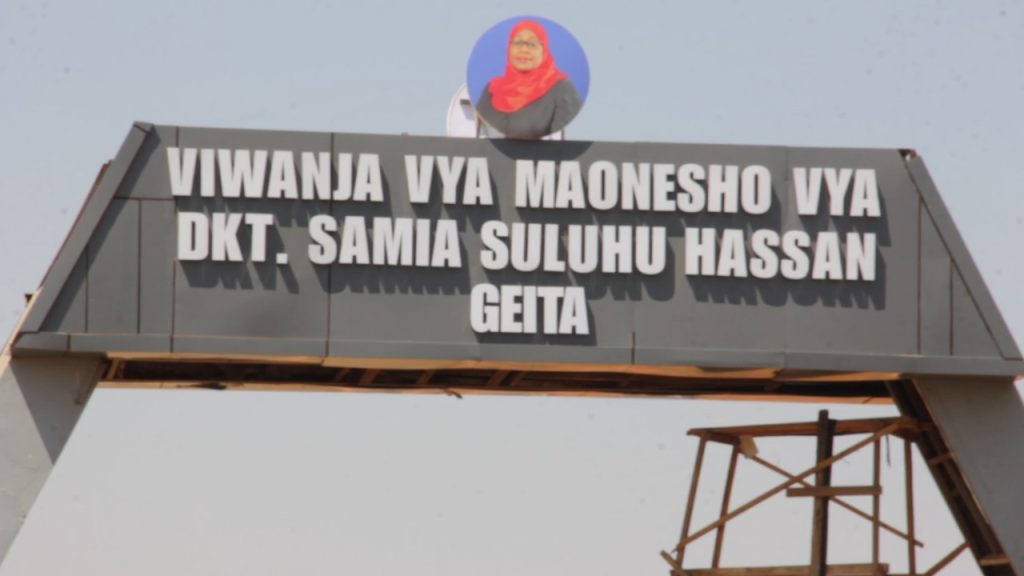 VIWANJA VYA MAONESHO VYA
DKT. SAMIA SULUHU HASSAN
GEITA